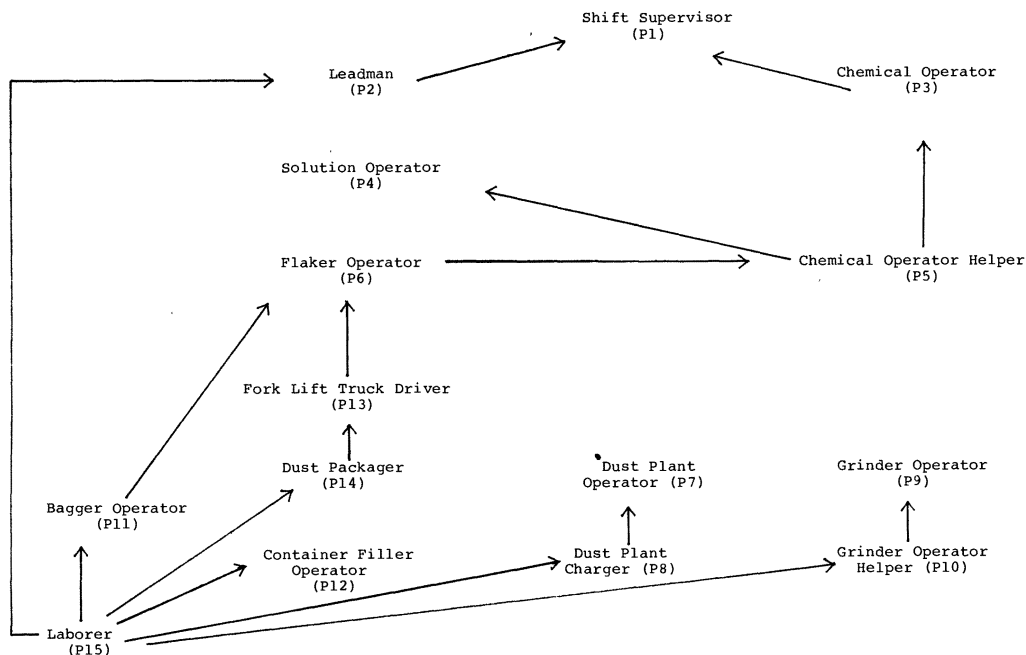 Shift Supervisor
(P1)
Leadman
(P2)
Chemical Operator
(P3)
Solution Operator
(P4)
Flaker Operator
(P6)
Chemical Operator Helper
(P5)
Fork Lift Truck Driver
(P13)
Dust Packager
(P14)
Dust Plant
Operator (P7)
Grinder Operator
(P9)
Bagger Operator
(P11)
Container Filler
Operator
(P12)
Dust Plant
Charger (P8)
Grinder Operator
Helper (P10)
Laborer
(P15)